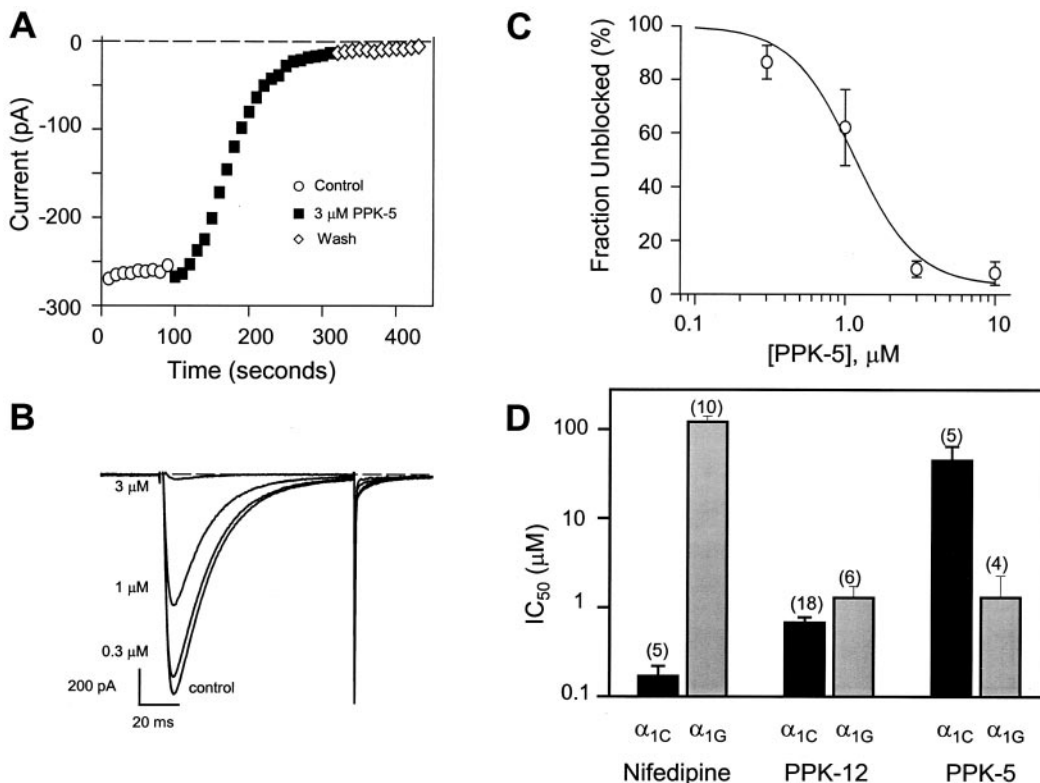 A
Current (pA)
0
-100
-200
-300
0 100 200 300 400
Time (seconds)
Control
3 μM PPK-5
Wash
B
3 μM
1 μM
0.3 μM
control
200 pA
20 ms
C
Fraction Unblocked (%)
100
80
60
40
20
0
0.1 1.0 10
[PPK-5], μM
D
IC50 (μM)
100
10
1
0.1
(5)
(10)
(18)
(6)
(5)
(4)
α1C α1G α1C α1G α1C α1G
Nifedipine PPK-12 PPK-5